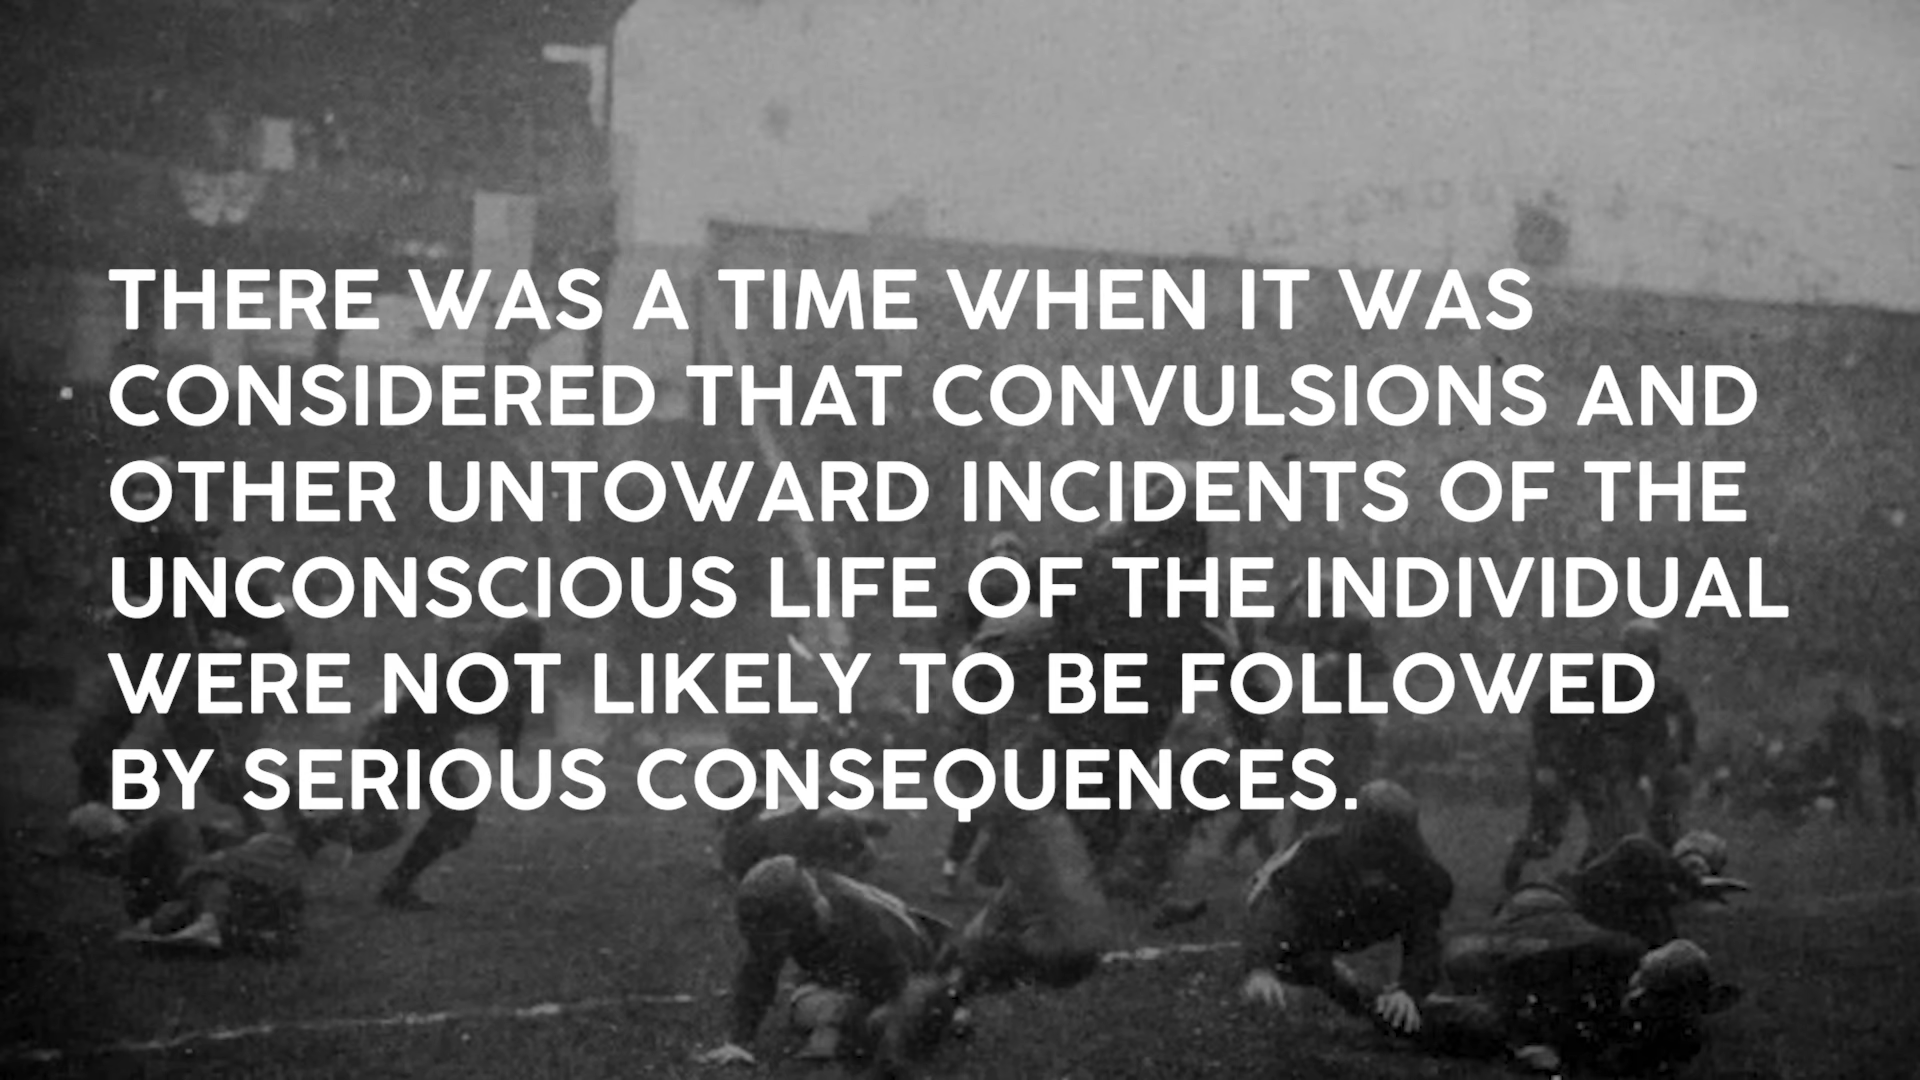 THERE WAS A TIME WHEN IT WAS
CONSIDERED THAT CONVULSIONS AND
OTHER UNTOWARD INCIDENTS OF THE
UNCONSCIOUS LIFE OF THE INDIVIDUAL
WERE NOT LIKELY TO BE FOLLOWED
BY SERIOUS CONSEQUENCES.